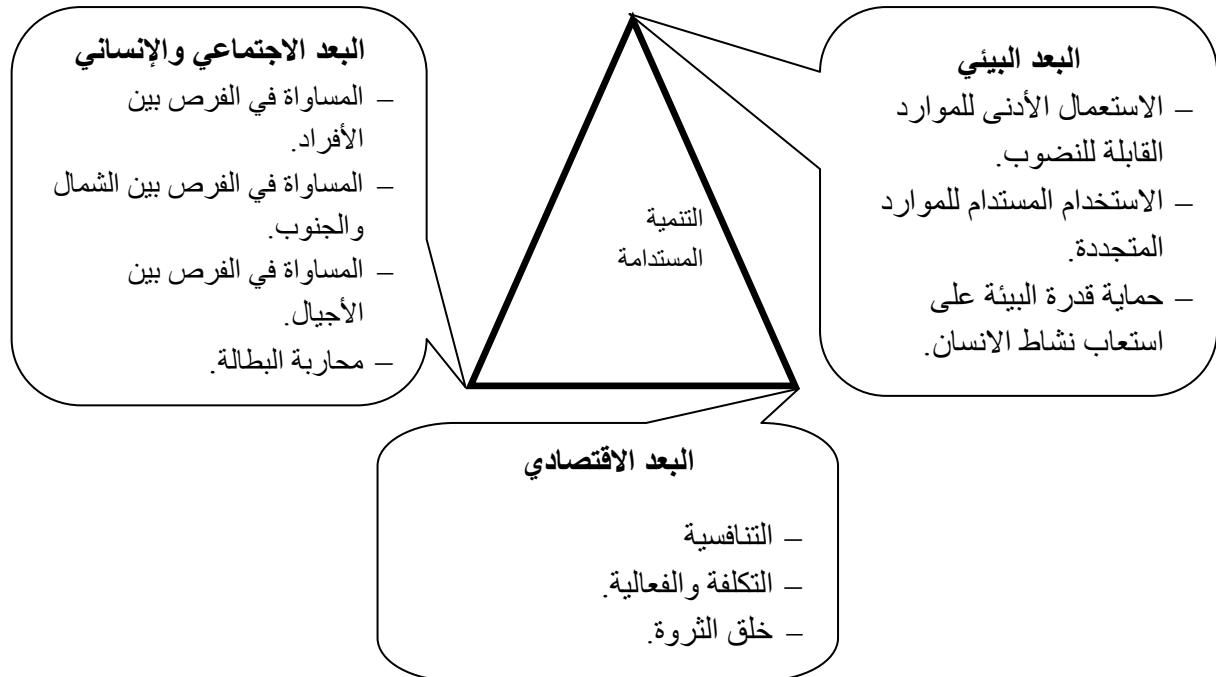 البعد البيئي
– الاستعمال الأدنى للموارد
القابلة للنضوب.
– الاستخدام المستدام للموارد
المتجددة.
– حماية قدرة البيئة على
استعاب نشاط الانسان.
التنمية
المستدامة
البعد الاجتماعي والإنساني
– المساواة في الفرص بين
الأفراد.
– المساواة في الفرص بين الشمال
والجنوب.
– المساواة في الفرص بين
الأجيال.
– محاربة البطالة.
البعد الاقتصادي
– التنافسية
– التكلفة والفعالية.
– خلق الثروة.